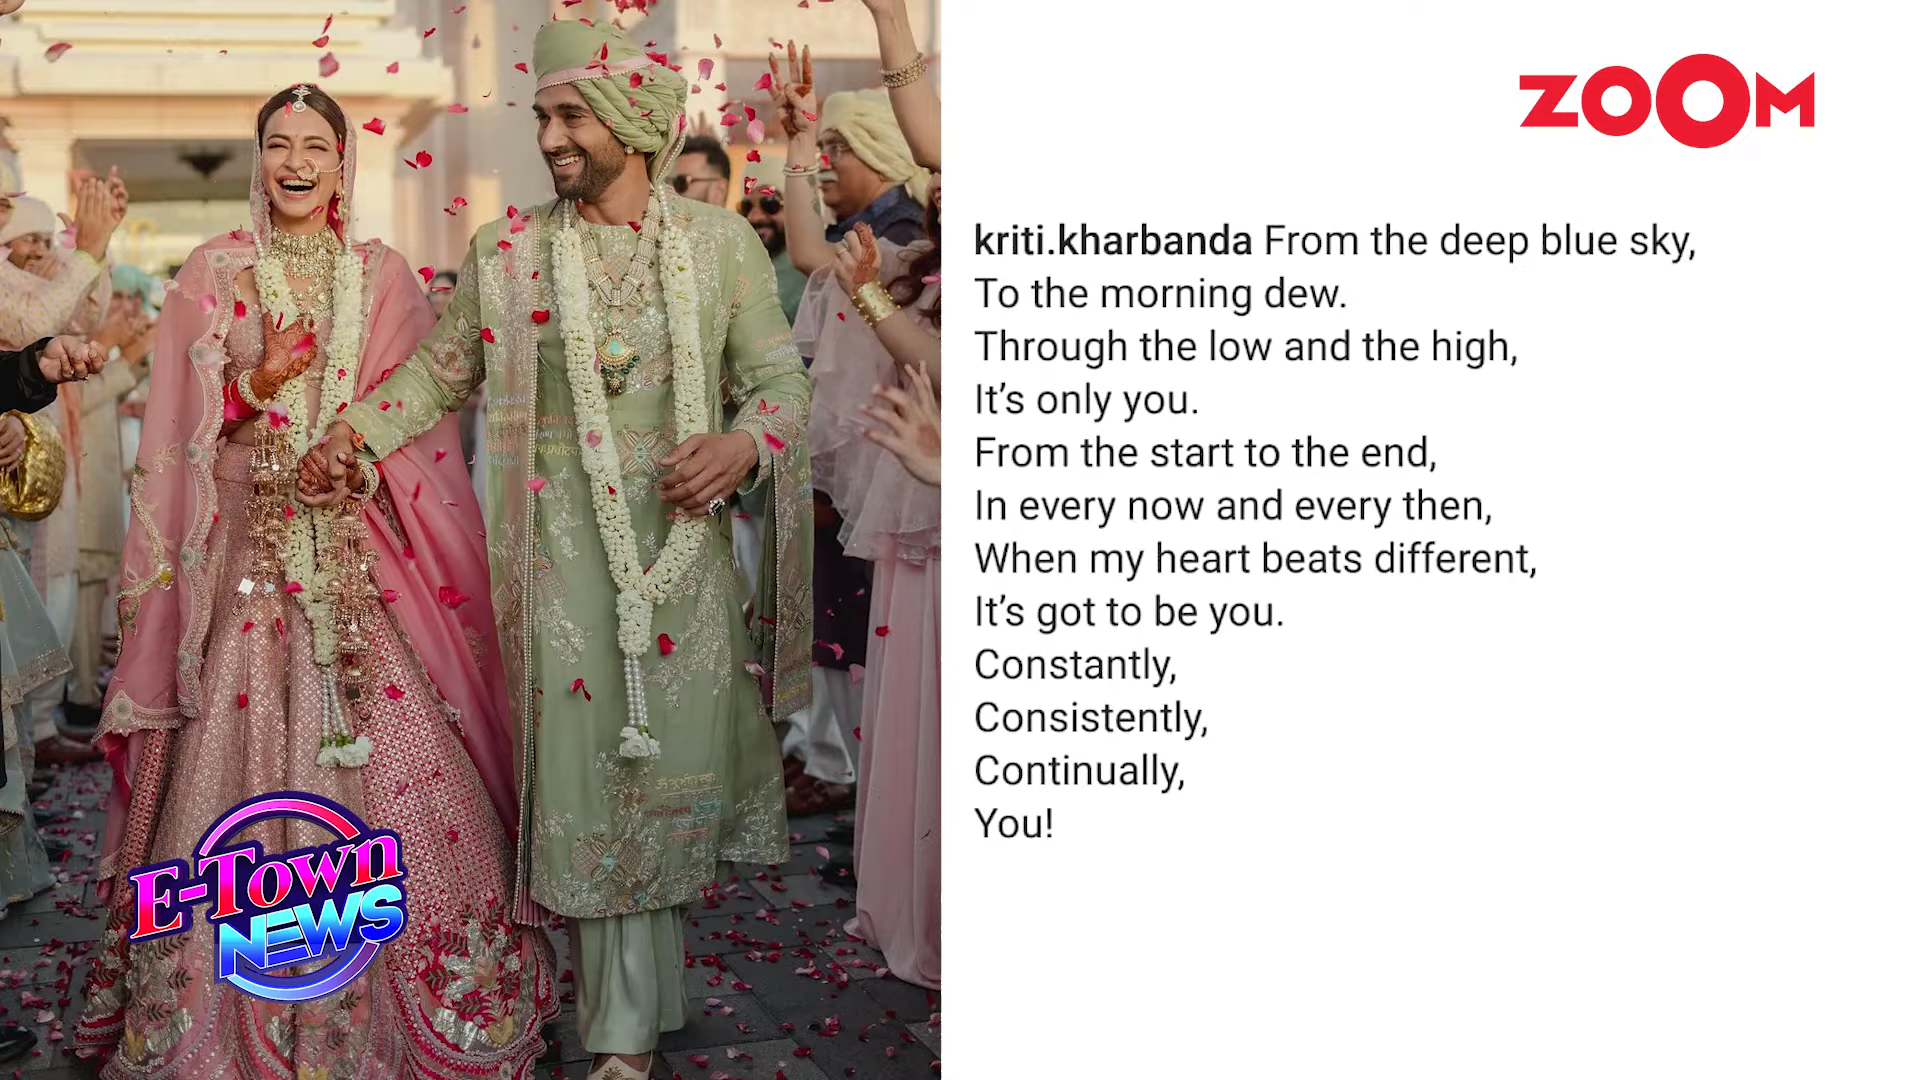 ZOOM
kriti.kharbanda From the deep blue sky,
To the morning dew.
Through the low and the high,
It's only you.
From the start to the end,
In every now and every then,
When my heart beats different,
It's got to be you.
Constantly,
Consistently,
Continually,
You!
E-Town
NEWS